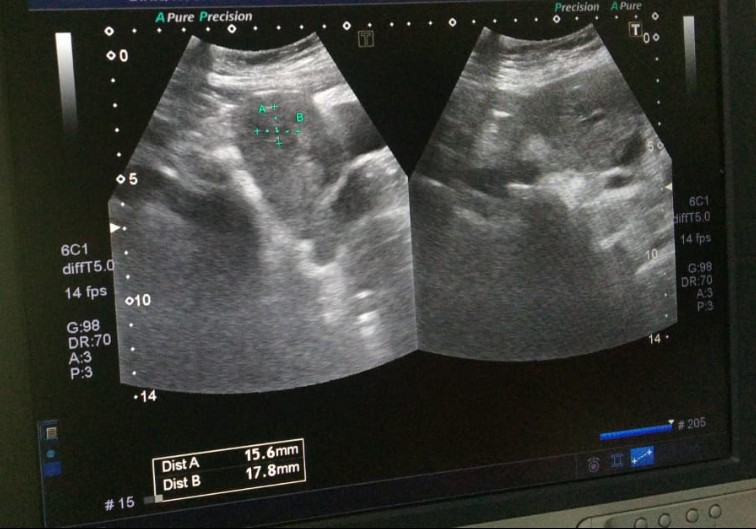 APure Precision
Precision APure
T
T
0
0
5
5
10
10
14
14
A
B
6C1
diffT5.0
14 fps
G:98
DR:70
A:3
P:3
6C1
diffT5.0
14 fps
G:98
DR:70
A:3
P:3
Dist A 15.6mm
Dist B 17.8mm
# 15
# 205